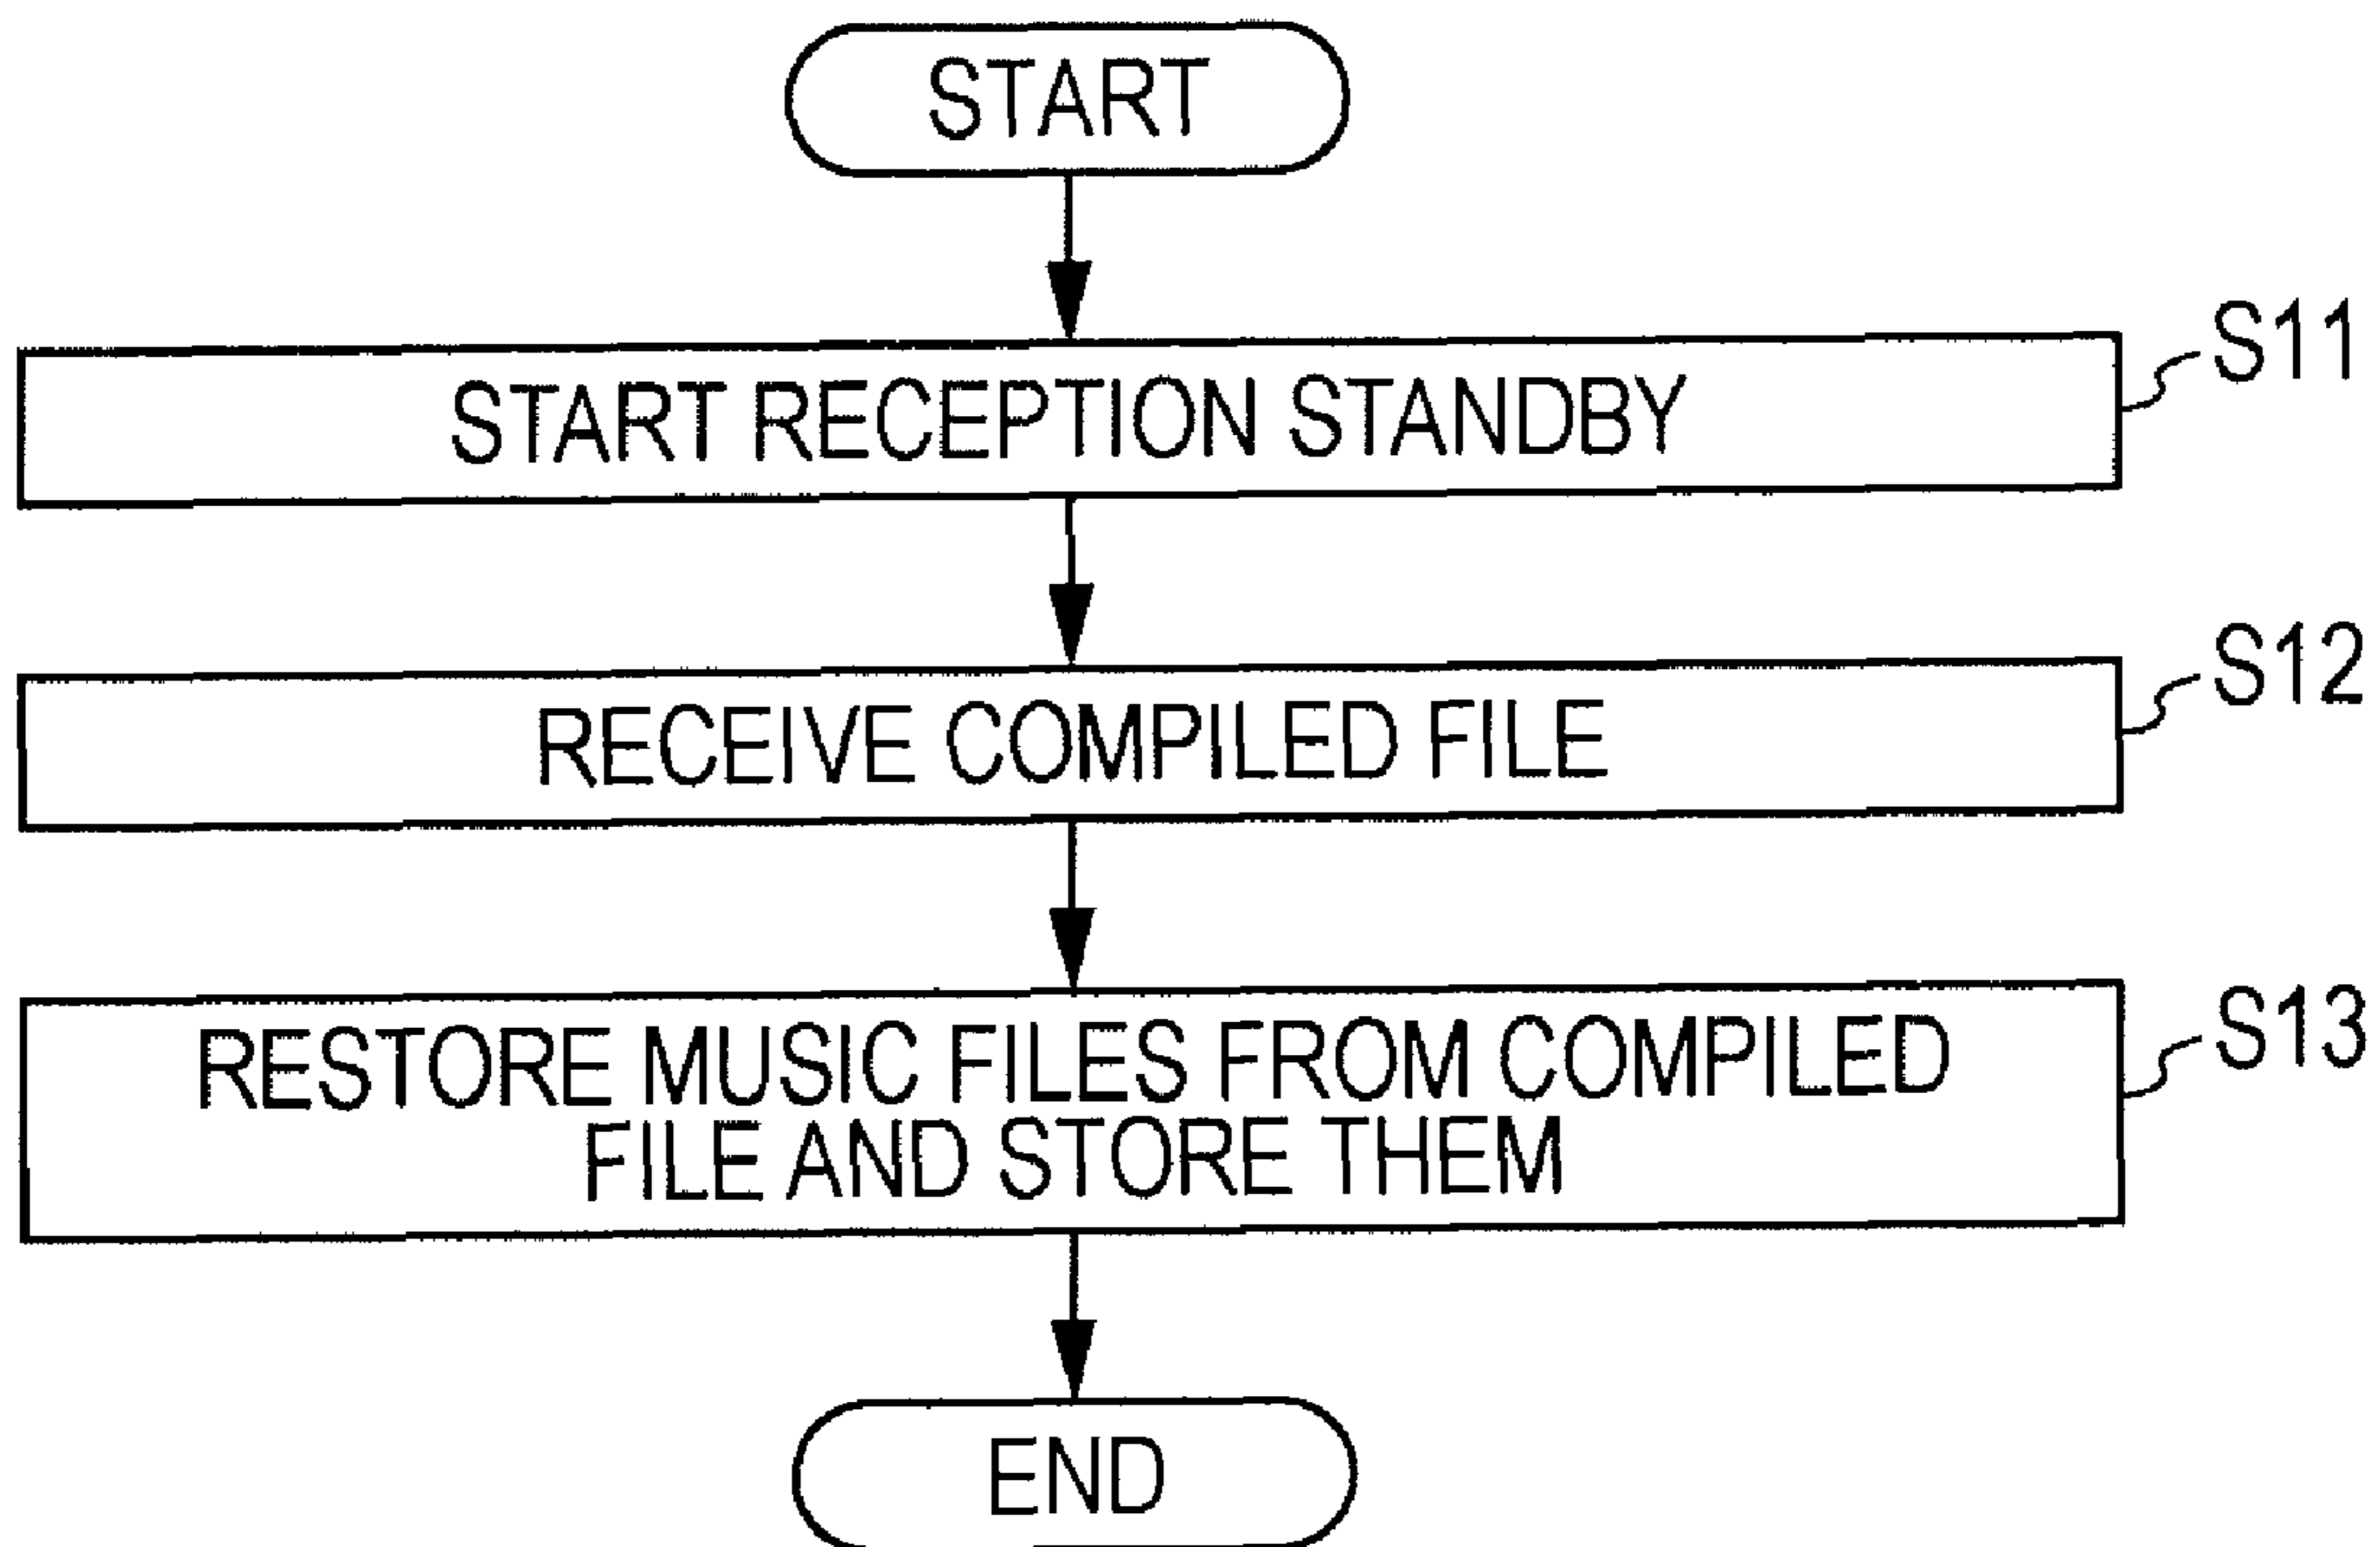 START
START RECEPTION STANDBY
S11
RECEIVE COMPILED FILE
S12
RESTORE MUSIC FILES FROM COMPILED
FILE AND STORE THEM
S13
END